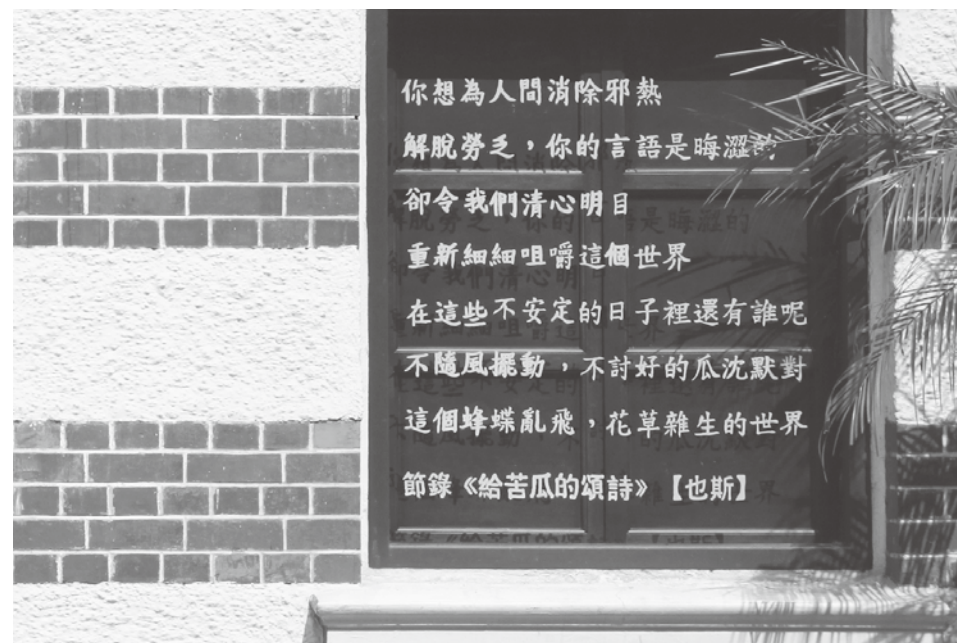 你想為人間消除邪熱
解脫勞乏，你的言語是晦澀的
卻令我們清心明目
重新細細咀嚼這個世界
在這些不安定的日子裡還有誰呢
不隨風擺動，不討好的瓜沈默對
這個蜂蝶亂飛，花草雜生的世界
節錄《給苦瓜的頌詩》【也斯】